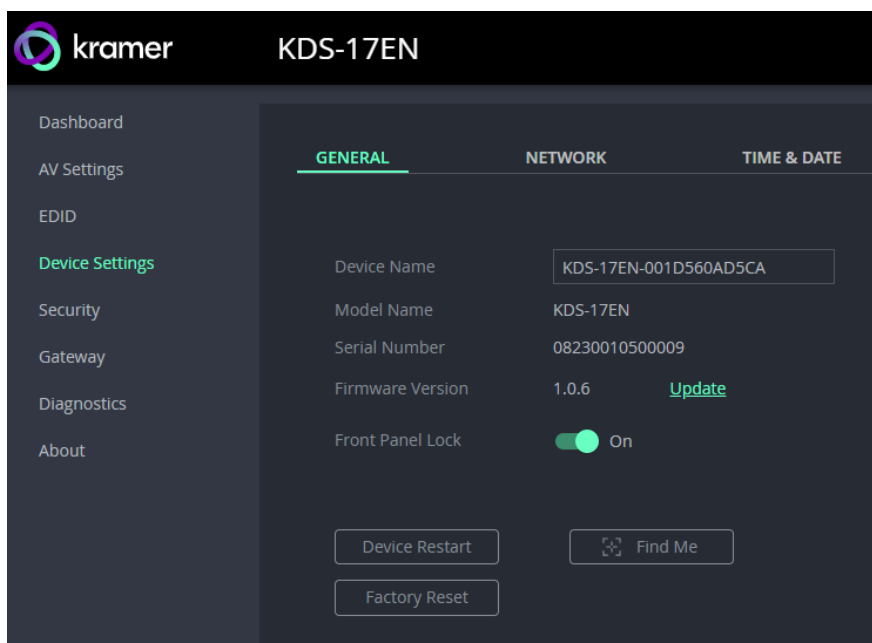 kramer
KDS-17EN
Dashboard
AV Settings
EDID
Device Settings
Security
Gateway
Diagnostics
About
GENERAL NETWORK TIME & DATE
Device Name KDS-17EN-001D560AD5CA
Model Name KDS-17EN
Serial Number 08230010500009
Firmware Version 1.0.6 Update
Front Panel Lock On
Device Restart Find Me
Factory Reset